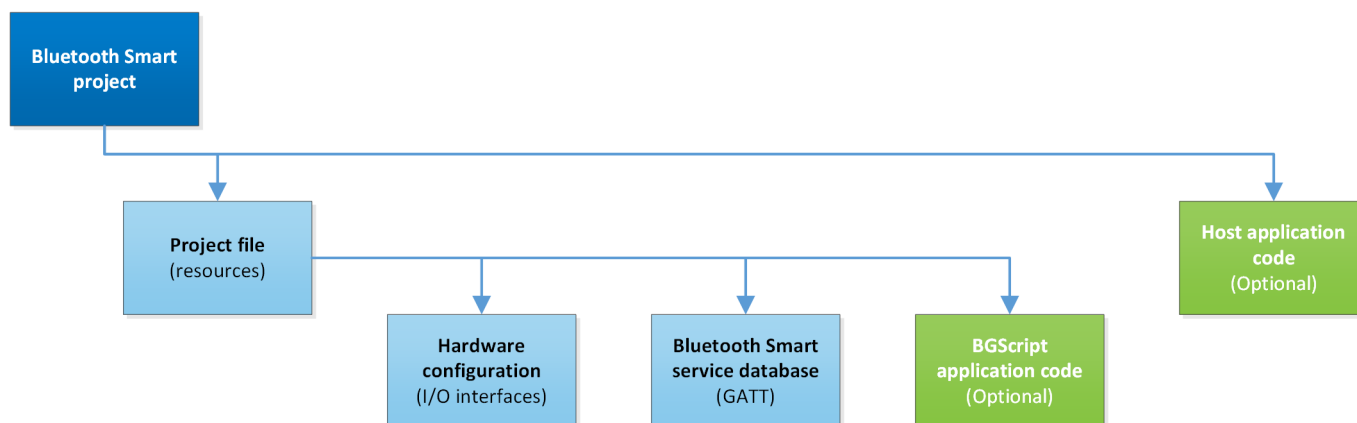 Bluetooth Smart
project
Project file
(resources)
Host application
code
(Optional)
Hardware
configuration
(I/O interfaces)
Bluetooth Smart
service database
(GATT)
BGScript
application code
(Optional)